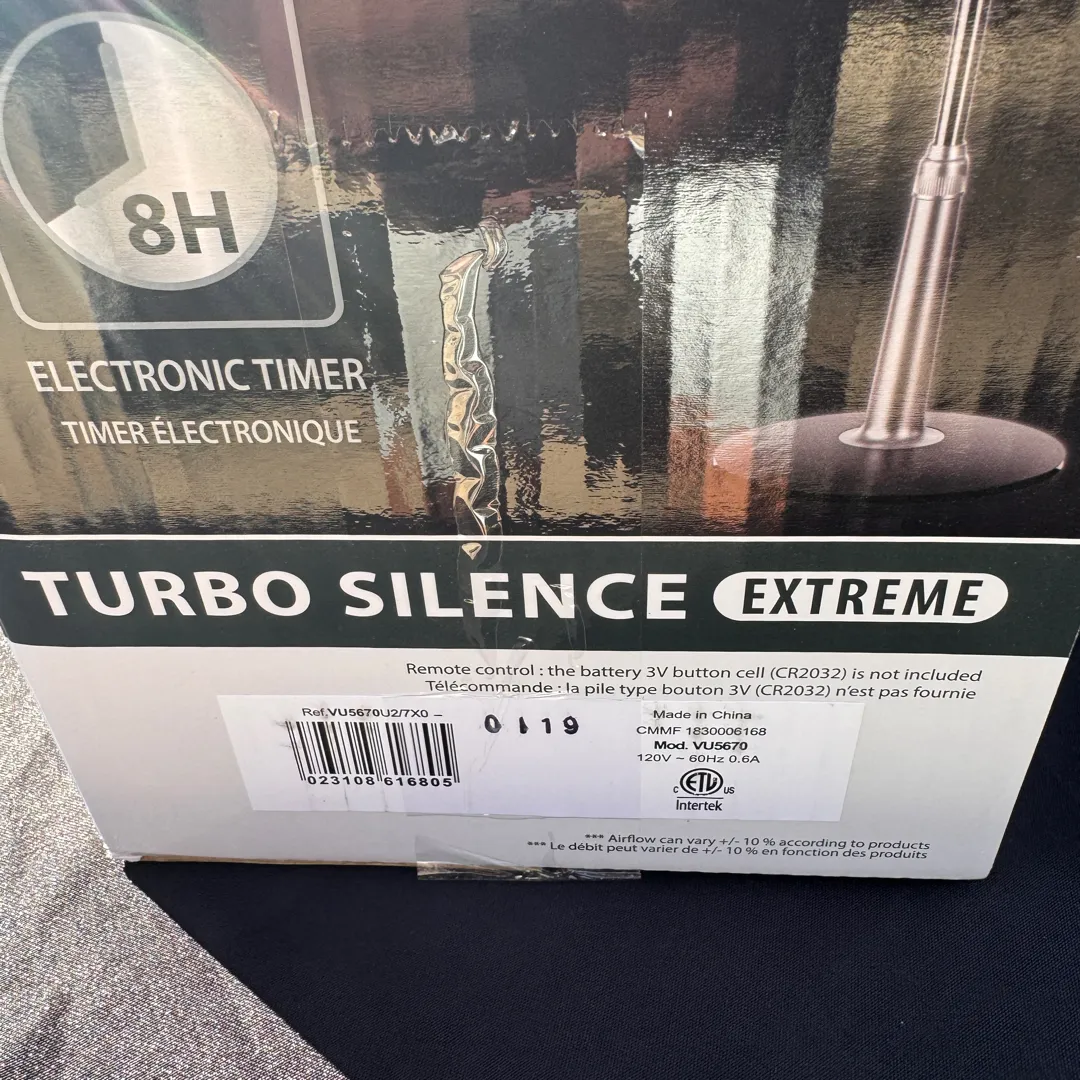 8H
ELECTRONIC TIMER
TIMER ÉLECTRONIQUE
TURBO SILENCE EXTREME
Remote control : the battery 3V button cell (CR2032) is not included
Télécommande : la pile type bouton 3V (CR2032) n'est pas fournie
Ref.VU5670U2/7X0 –
0119
023108 616805
Made in China
CMMF 1830006168
Mod. VU5670
120V ~ 60Hz 0.6A
C ETL US
Intertek
*** Airflow can vary +/- 10 % according to products
*** Le débit peut varier de +/- 10 % en fonction des produits